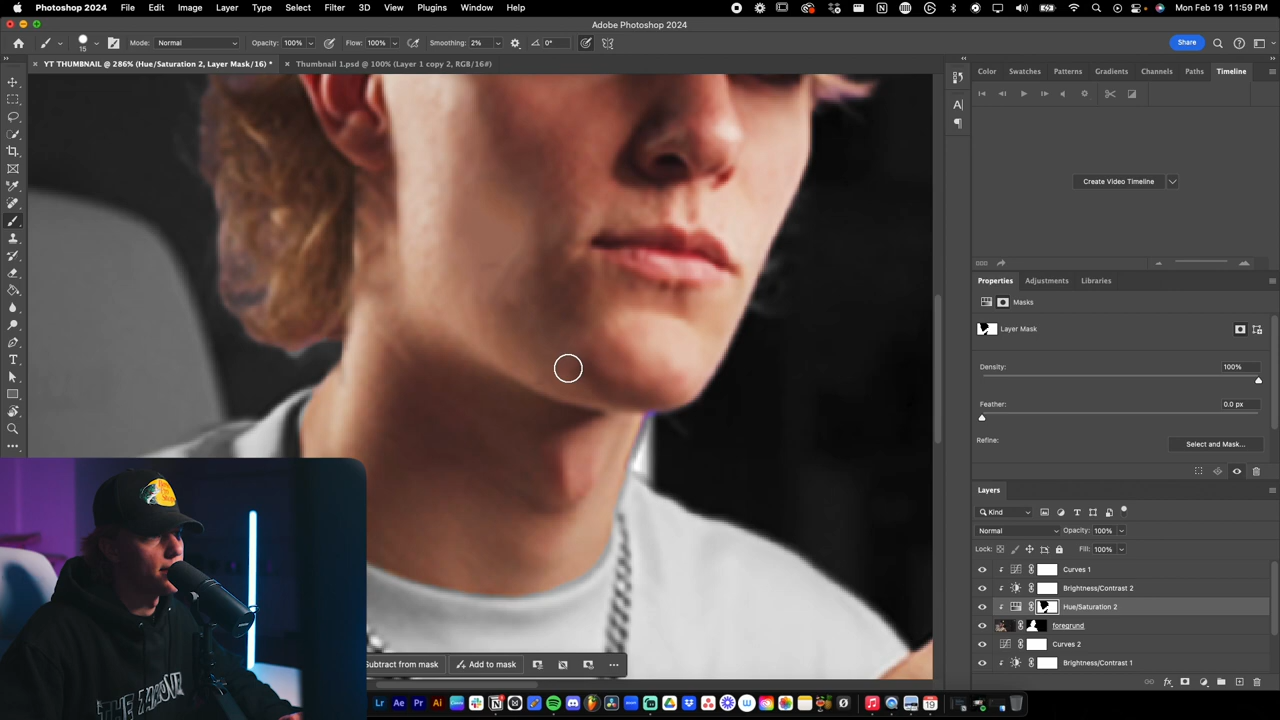 Photoshop 2024 File Edit Image Layer Type Select Filter 3D View Plugins Window Help Mon Feb 19 11:59 PM
Adobe Photoshop 2024
15 Mode: Normal Opacity: 100% Flow: 100% Smoothing: 2% 0° Share
YT THUMBNAIL @ 286% (Hue/Saturation 2, Layer Mask/16) * Thumbnail 1.psd @ 100% (Layer 1 copy 2, RGB/16#)
Color Swatches Patterns Gradients Channels Paths Timeline
Create Video Timeline
Properties Adjustments Libraries
Masks
Layer Mask
Density: 100%
Feather: 0.0 px
Refine: Select and Mask...
Layers
Kind
Normal Opacity: 100%
Lock: Fill: 100%
Curves 1
Brightness/Contrast 2
Hue/Saturation 2
foregrund
Curves 2
Brightness/Contrast 1
Subtract from mask Add to mask